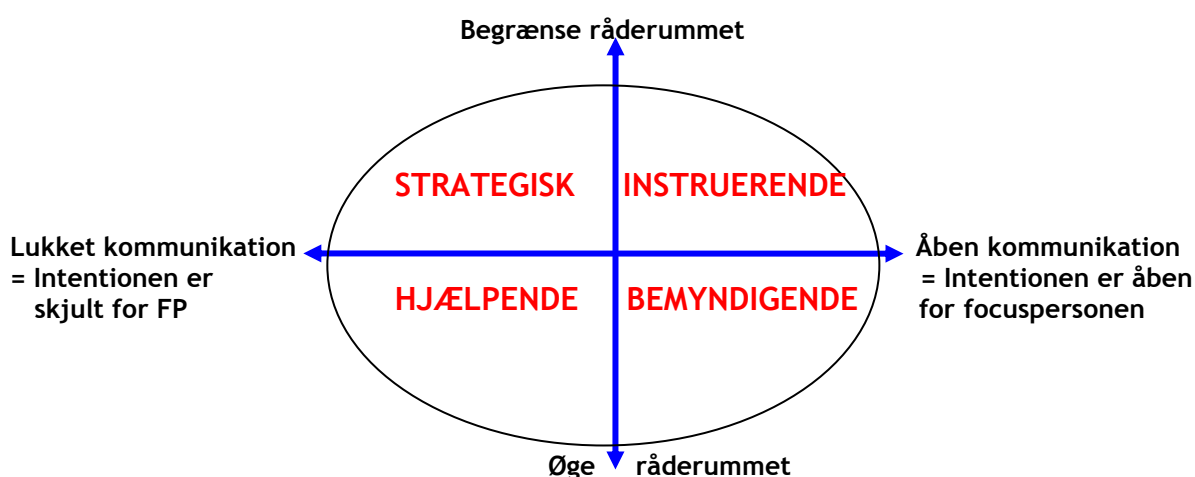 Begrænse råderummet
STRATEGISK
INSTRUERENDE
Lukket kommunikation
= Intentionen er
skjult for FP
Åben kommunikation
= Intentionen er åben
for focuspersonen
HJÆLPENDE
BEMYNDIGENDE
Øge råderummet